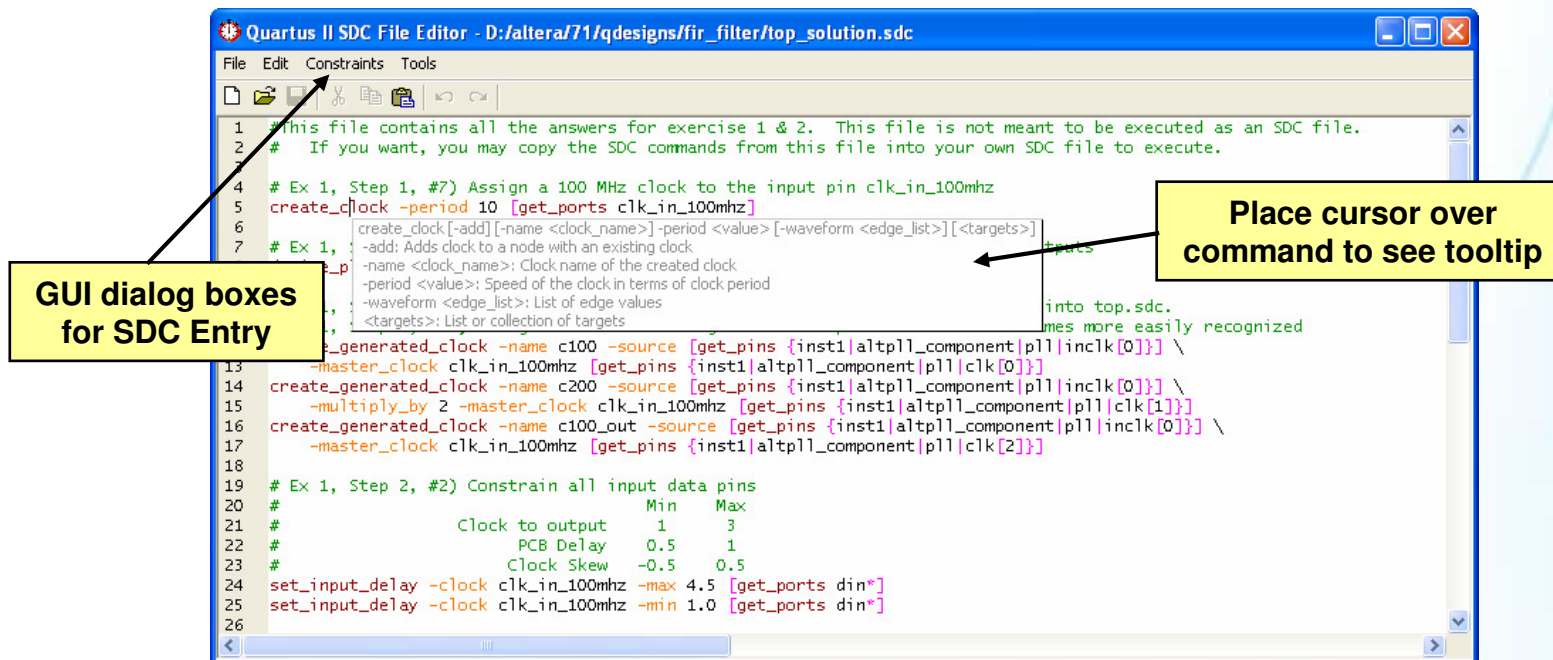 Quartus II SDC File Editor - D:/altera/71/qdesigns/fir_filter/top_solution.sdc
File Edit Constraints Tools
1 #This file contains all the answers for exercise 1 & 2. This file is not meant to be executed as an SDC file.
2 # If you want, you may copy the SDC commands from this file into your own SDC file to execute.
3
4 # Ex 1, Step 1, #7) Assign a 100 MHz clock to the input pin clk_in_100mhz
5 create_clock -period 10 [get_ports clk_in_100mhz]
6
create_clock [-add] [-name <clock_name>] -period <value> [-waveform <edge_list>] [<targets>]
7 # Ex 1,
-add: Adds clock to a node with an existing clock
-name <clock_name>: Clock name of the created clock
-period <value>: Speed of the clock in terms of clock period
-waveform <edge_list>: List of edge values
into top.sdc.
<targets>: List or collection of targets
more easily recognized
_generated_clock -name c100 -source [get_pins {inst1|altpll_component|pll|inclk[0]}] \
13 -master_clock clk_in_100mhz [get_pins {inst1|altpll_component|pll|clk[0]}]
14 create_generated_clock -name c200 -source [get_pins {inst1|altpll_component|pll|inclk[0]}] \
15 -multiply_by 2 -master_clock clk_in_100mhz [get_pins {inst1|altpll_component|pll|clk[1]}]
16 create_generated_clock -name c100_out -source [get_pins {inst1|altpll_component|pll|inclk[0]}] \
17 -master_clock clk_in_100mhz [get_pins {inst1|altpll_component|pll|clk[2]}]
18
19 # Ex 1, Step 2, #2) Constrain all input data pins
20 # Min Max
21 # Clock to output 1 3
22 # PCB Delay 0.5 1
23 # Clock Skew -0.5 0.5
24 set_input_delay -clock clk_in_100mhz -max 4.5 [get_ports din*]
25 set_input_delay -clock clk_in_100mhz -min 1.0 [get_ports din*]
26
GUI dialog boxes
for SDC Entry
Place cursor over
command to see tooltip